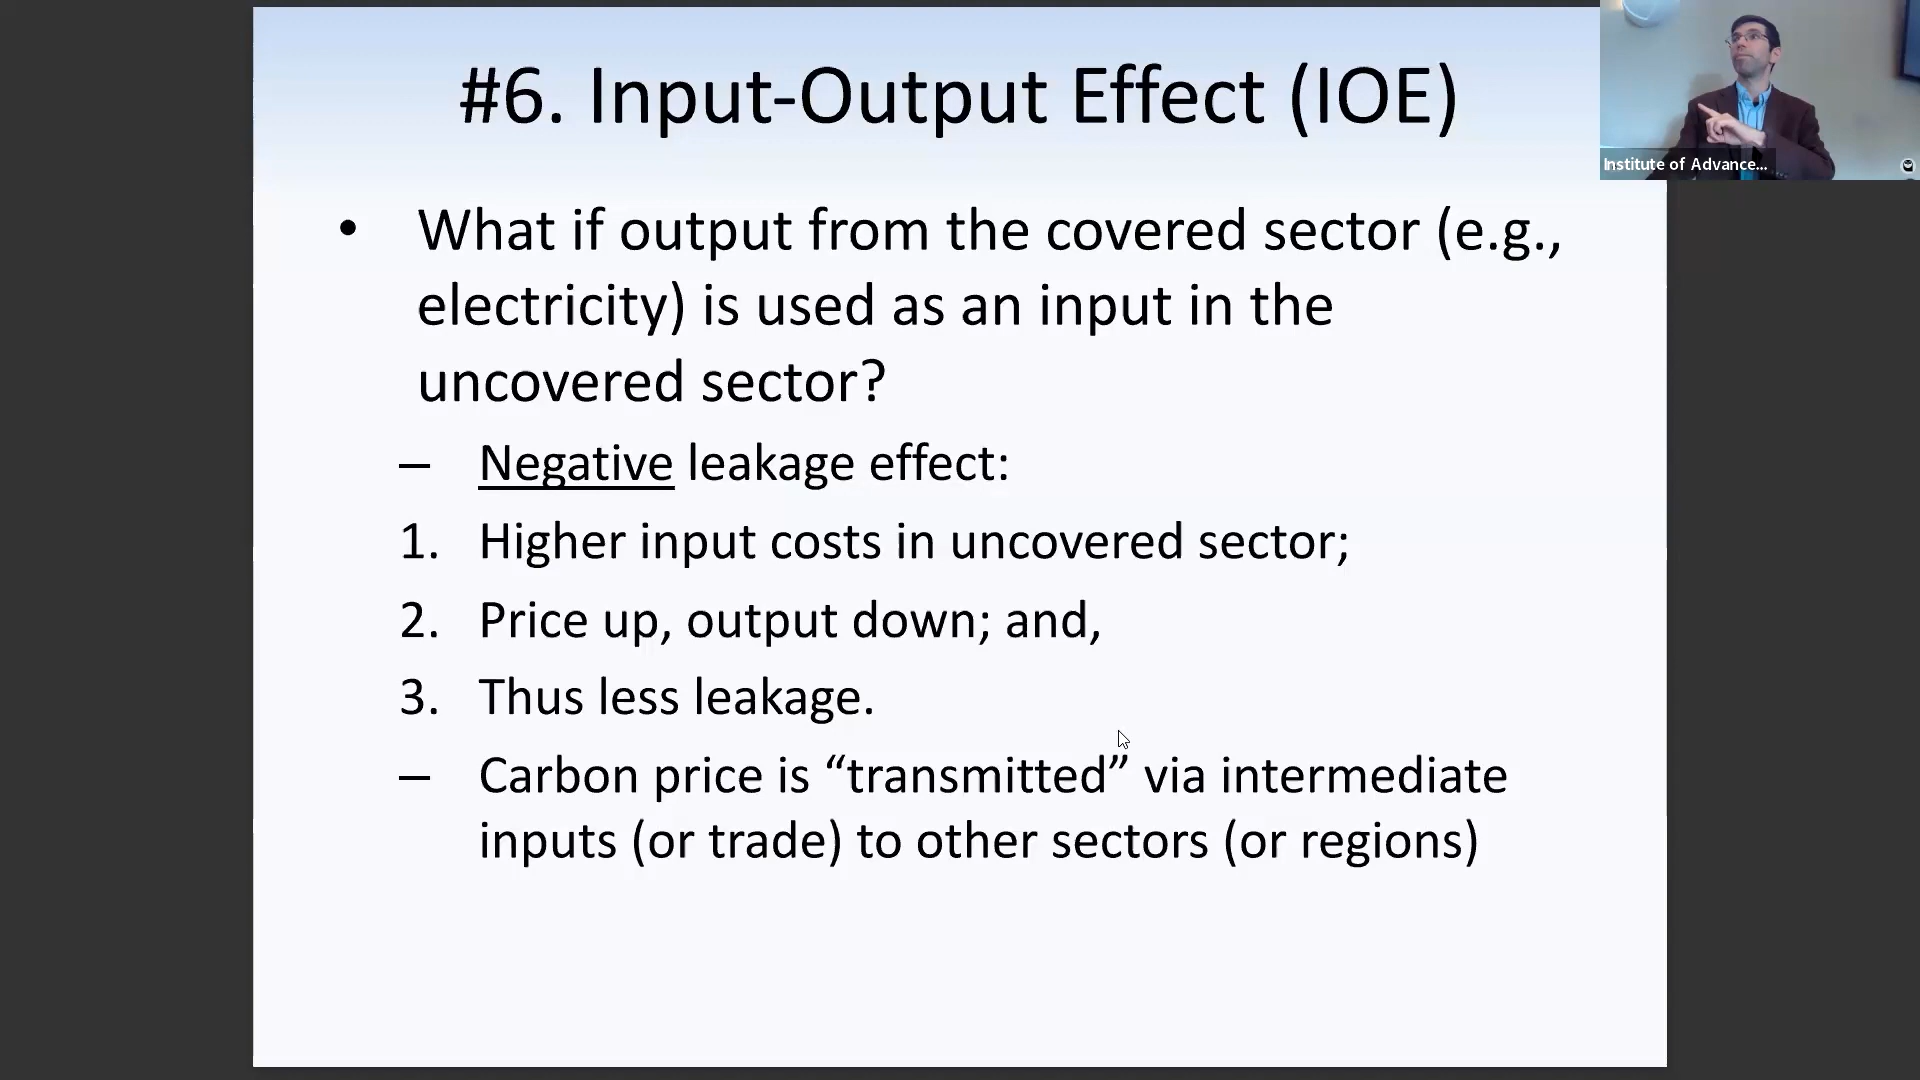 #6. Input-Output Effect (IOE)
Institute of Advance...
• What if output from the covered sector (e.g.,
electricity) is used as an input in the
uncovered sector?
– Negative leakage effect:
1. Higher input costs in uncovered sector;
2. Price up, output down; and,
3. Thus less leakage.
– Carbon price is “transmitted” via intermediate
inputs (or trade) to other sectors (or regions)